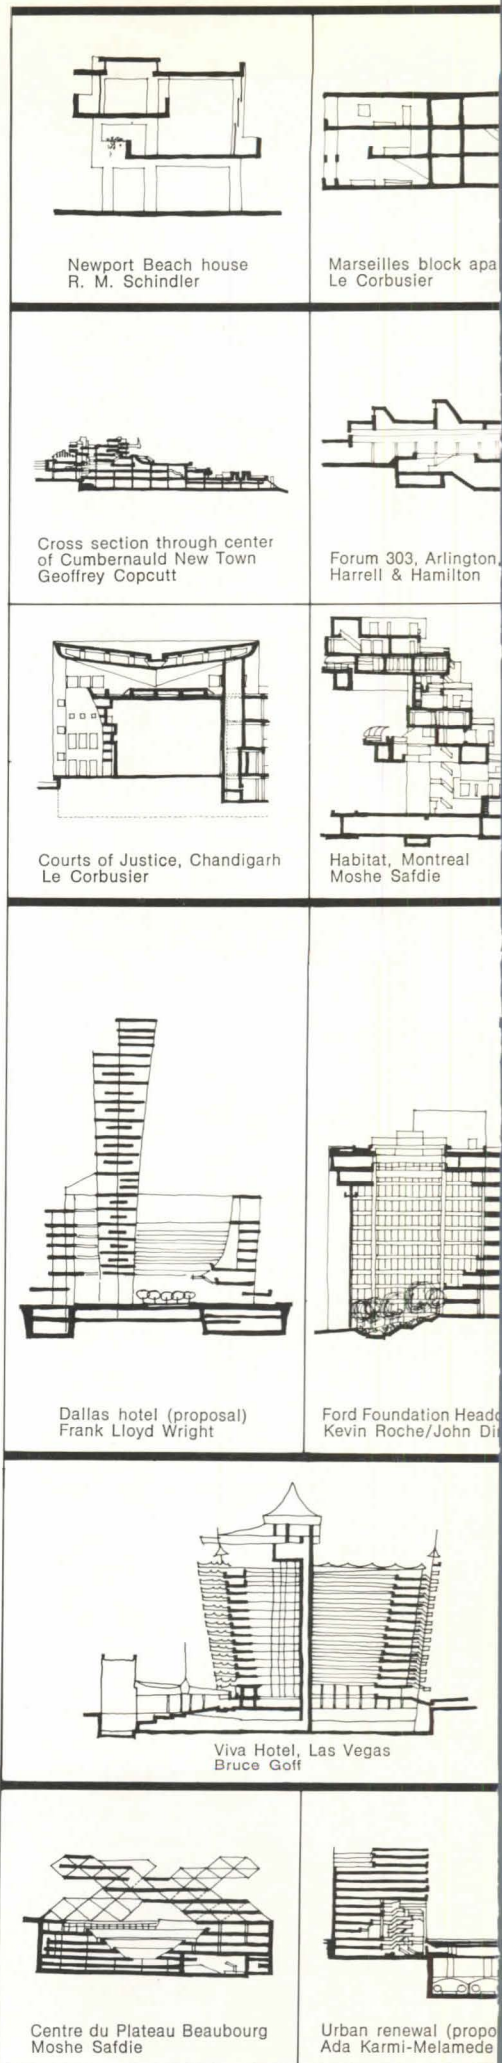 Newport Beach house
R. M. Schindler
Marseilles block apa
Le Corbusier
Cross section through center
of Cumbernauld New Town
Geoffrey Copcutt
Forum 303, Arlington,
Harrell & Hamilton
Courts of Justice, Chandigarh
Le Corbusier
Habitat, Montreal
Moshe Safdie
Dallas hotel (proposal)
Frank Lloyd Wright
Ford Foundation Head
Kevin Roche/John Di
Viva Hotel, Las Vegas
Bruce Goff
Centre du Plateau Beaubourg
Moshe Safdie
Urban renewal (propo
Ada Karmi-Melamede